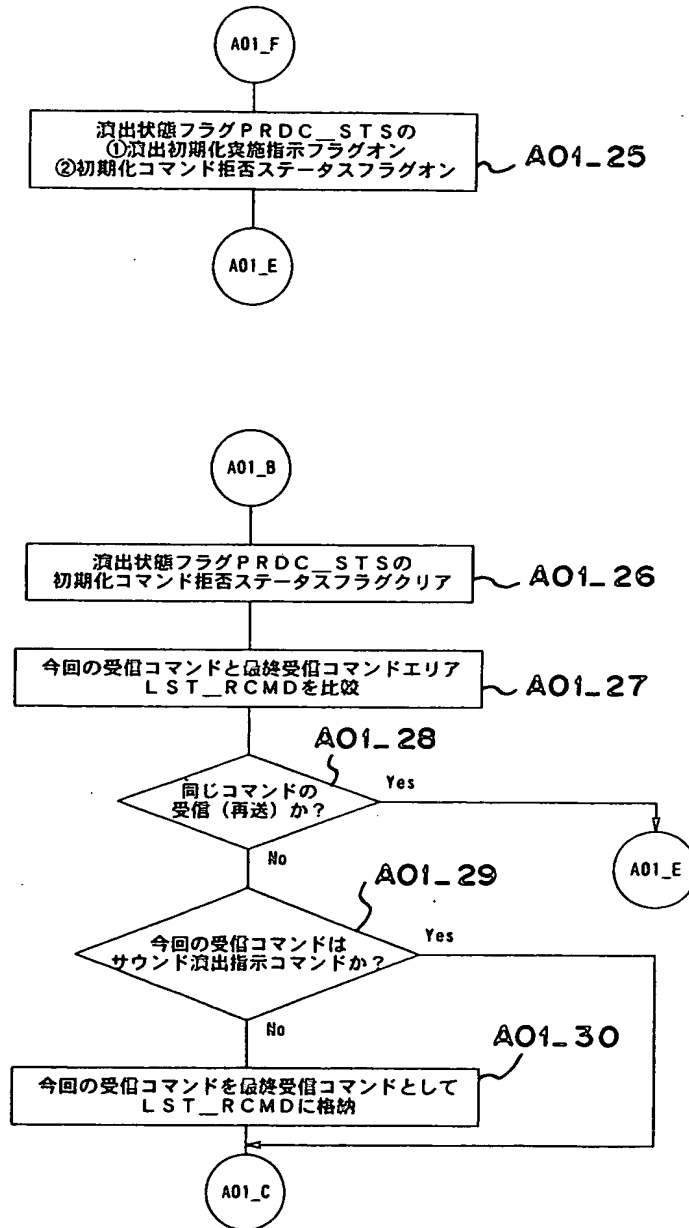 A01_F
演出状態フラグPRDC__STSの
①演出初期化実施指示フラグオン
②初期化コマンド拒否ステータスフラグオン
A01_25
A01_E
A01_B
演出状態フラグPRDC__STSの
初期化コマンド拒否ステータスフラグクリア
A01_26
今回の受信コマンドと最終受信コマンドエリア
LST__RCMDを比較
A01_27
A01_28
同じコマンドの
受信(再送)か?
Yes
No
A01_E
A01_29
今回の受信コマンドは
サウンド演出指示コマンドか?
Yes
No
A01_30
今回の受信コマンドを最終受信コマンドとして
LST__RCMDに格納
A01_C